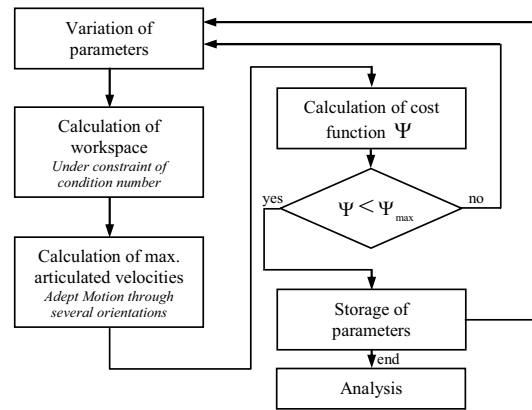 Variation of
parameters
Calculation of
workspace
Under constraint of
condition number
Calculation of max.
articulated velocities
Adept Motion through
several orientations
Calculation of cost
function Ψ
yes
Ψ < Ψmax
no
Storage of
parameters
end
Analysis